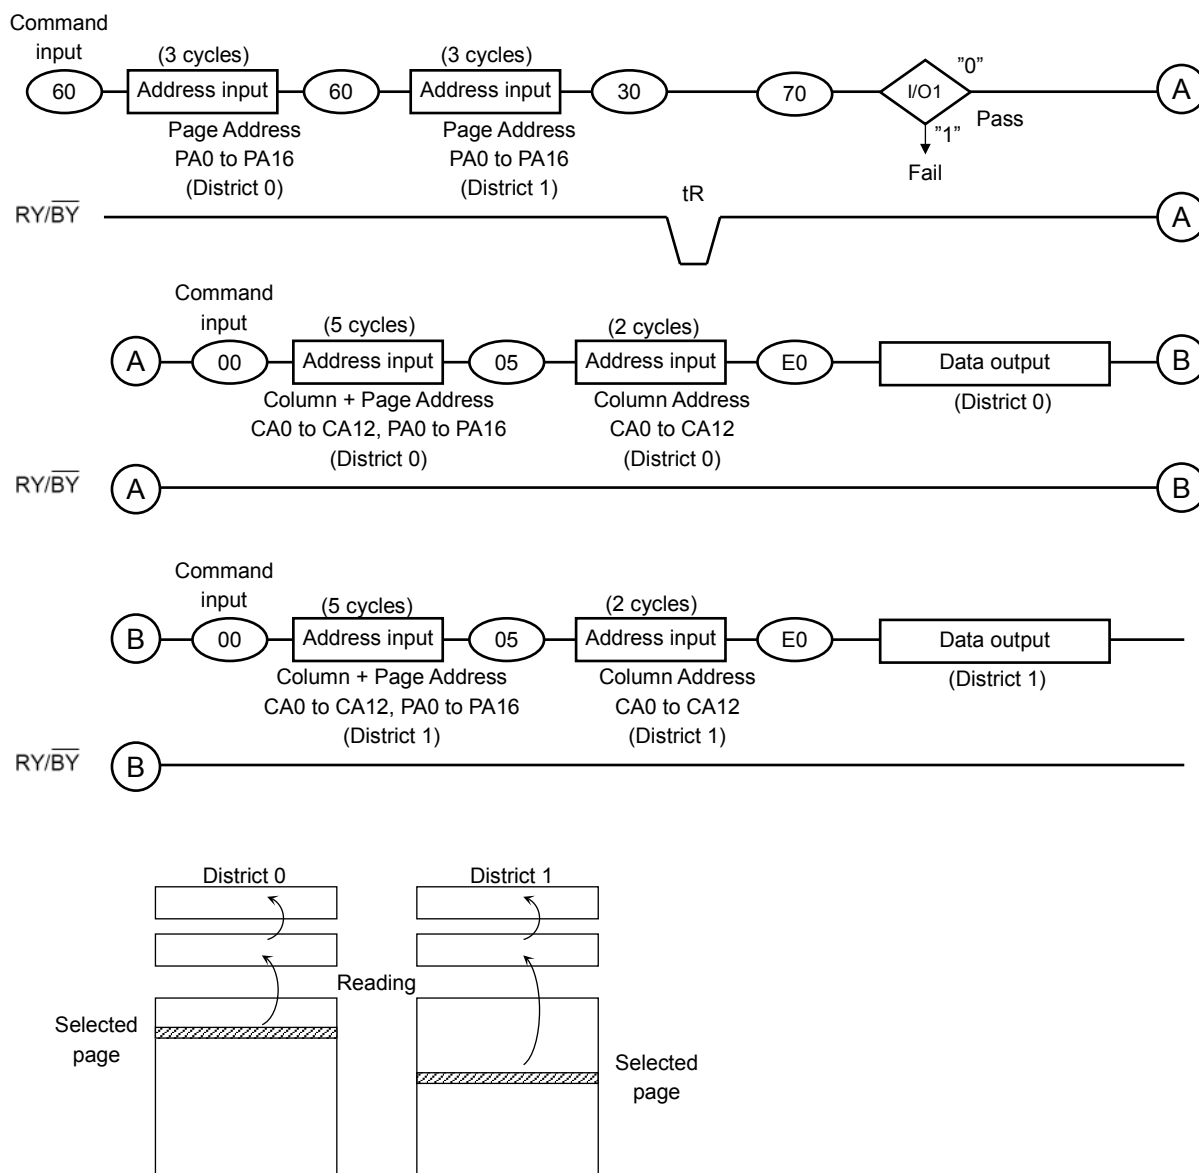 Command
input
(3 cycles)
(3 cycles)
60
Address input
60
Address input
30
70
I/O1
”0”
A
Pass
”1”
Fail
Page Address
PA0 to PA16
(District 0)
Page Address
PA0 to PA16
(District 1)
RY/BY
tR
A
Command
input
(5 cycles)
(2 cycles)
A
00
Address input
05
Address input
E0
Data output
B
Column + Page Address
CA0 to CA12, PA0 to PA16
(District 0)
Column Address
CA0 to CA12
(District 0)
(District 0)
RY/BY
A
B
Command
input
(5 cycles)
(2 cycles)
B
00
Address input
05
Address input
E0
Data output
Column + Page Address
CA0 to CA12, PA0 to PA16
(District 1)
Column Address
CA0 to CA12
(District 1)
(District 1)
RY/BY
B
District 0
District 1
Reading
Selected
page
Selected
page